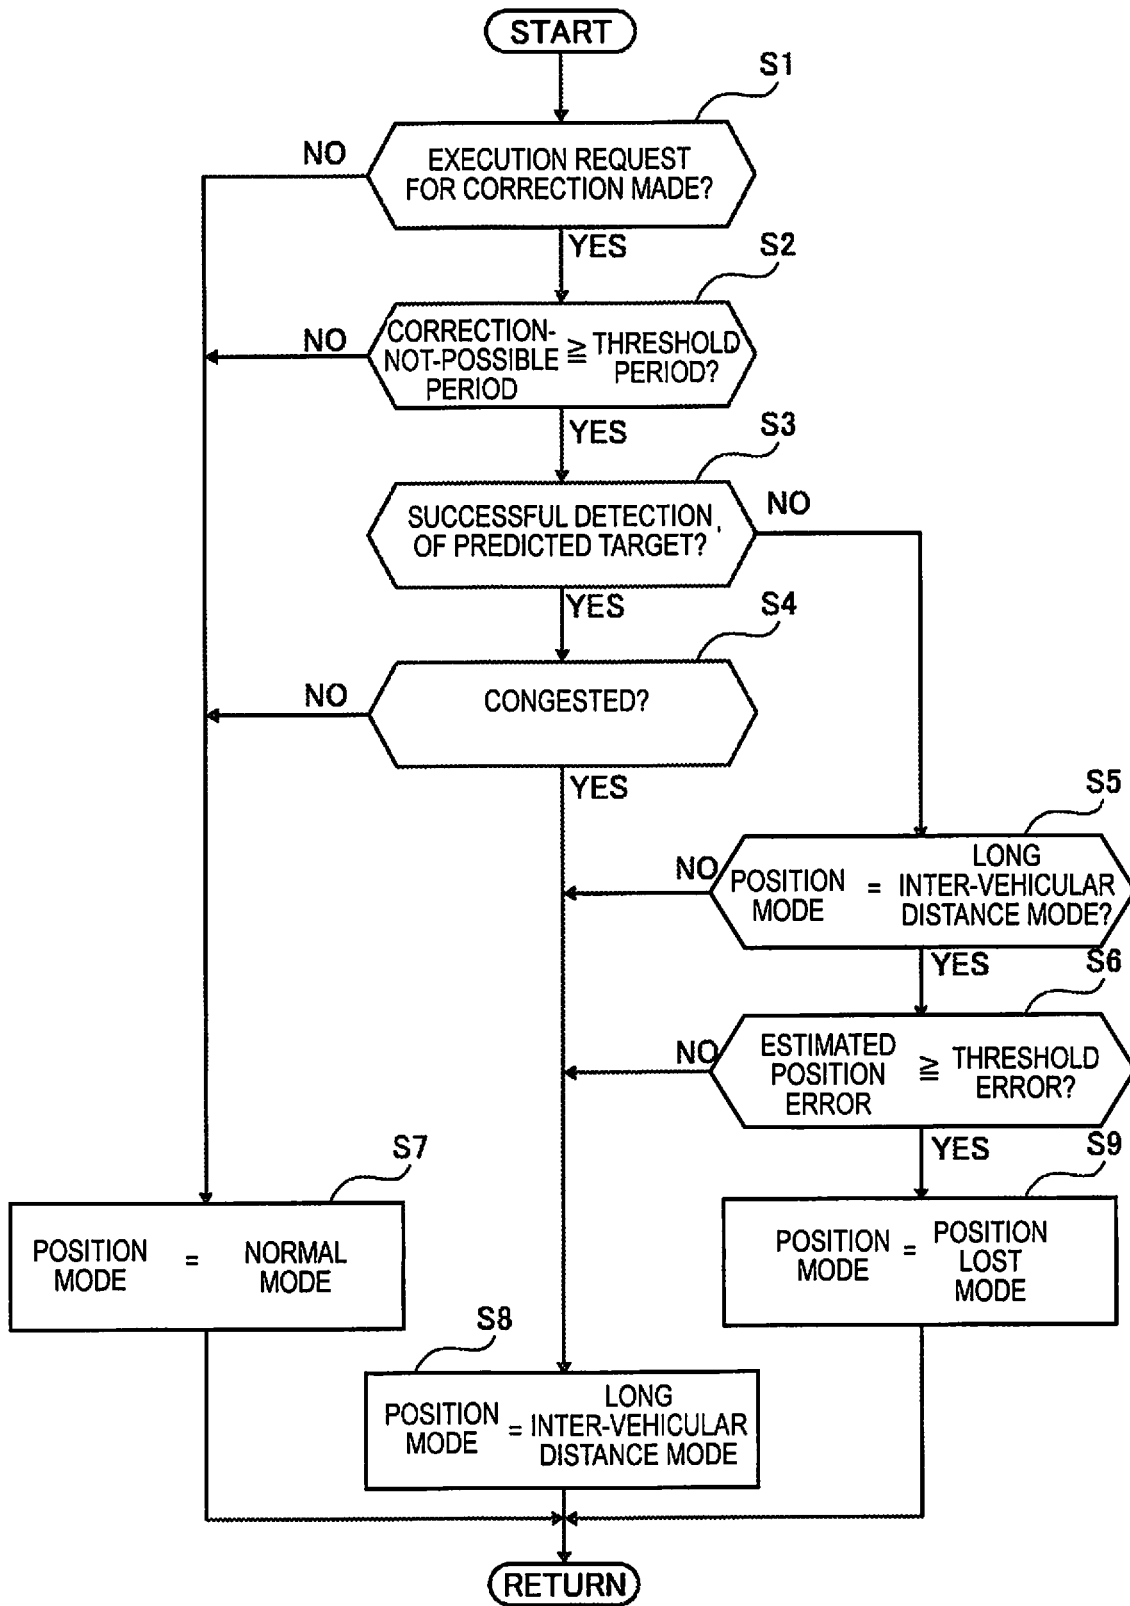 START
S1
NO
EXECUTION REQUEST
FOR CORRECTION MADE?
YES
S2
NO
CORRECTION-
NOT-POSSIBLE
PERIOD
≧
THRESHOLD
PERIOD?
YES
S3
SUCCESSFUL DETECTION
OF PREDICTED TARGET?
NO
YES
S4
NO
CONGESTED?
YES
S5
NO
POSITION
MODE
=
LONG
INTER-VEHICULAR
DISTANCE MODE?
YES
S6
NO
ESTIMATED
POSITION
ERROR
≧
THRESHOLD
ERROR?
YES
S7
POSITION
MODE
=
NORMAL
MODE
S9
POSITION
MODE
=
POSITION
LOST
MODE
S8
POSITION
MODE
=
LONG
INTER-VEHICULAR
DISTANCE MODE
RETURN